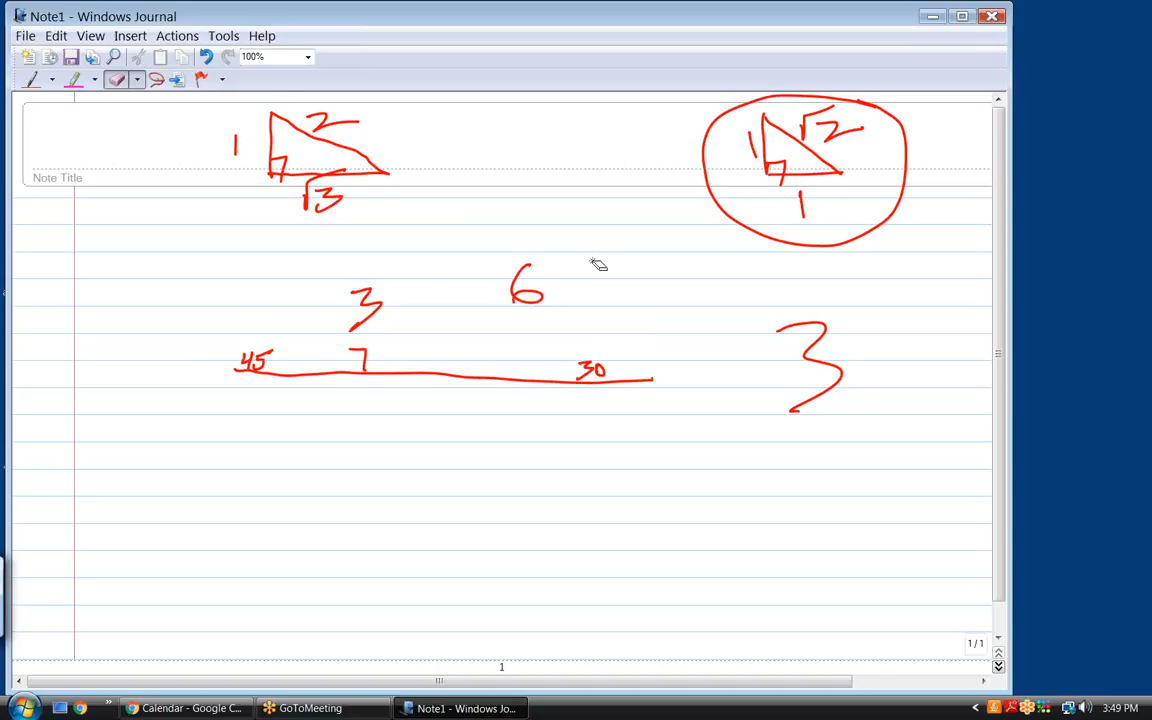 Note1 - Windows Journal
File Edit View Insert Actions Tools Help
100%
1 2 √3
1 √2 1
Note Title
3 6
3
45 30
1/1
1
Calendar - Google C... GoToMeeting Note1 - Windows Jo... 3:49 PM